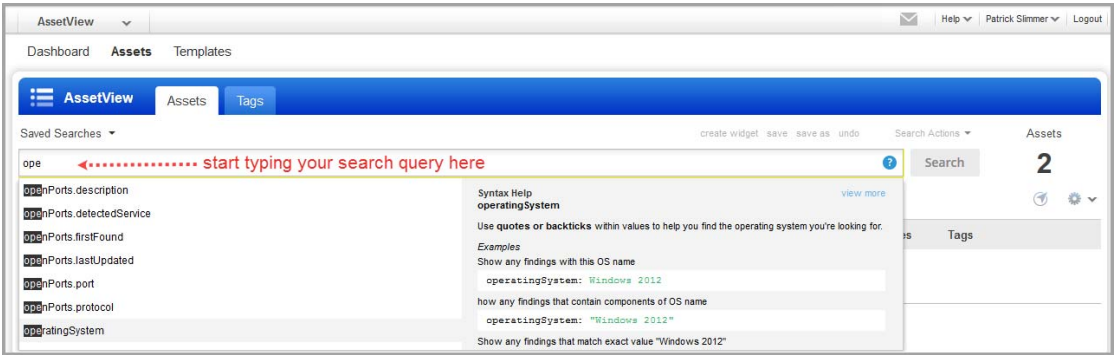 AssetView
Help Patrick Slimmer Logout
Dashboard Assets Templates
AssetView Assets Tags
Saved Searches create widget save save as undo Search Actions Assets
ope start typing your search query here ? Search 2
openPorts.description
openPorts.detectedService
openPorts.firstFound
openPorts.lastUpdated
openPorts.port
openPorts.protocol
operatingSystem
Syntax Help view more
operatingSystem
Use quotes or backticks within values to help you find the operating system you're looking for.
Examples
Show any findings with this OS name
operatingSystem: Windows 2012
how any findings that contain components of OS name
operatingSystem: "Windows 2012"
Show any findings that match exact value "Windows 2012"
es Tags